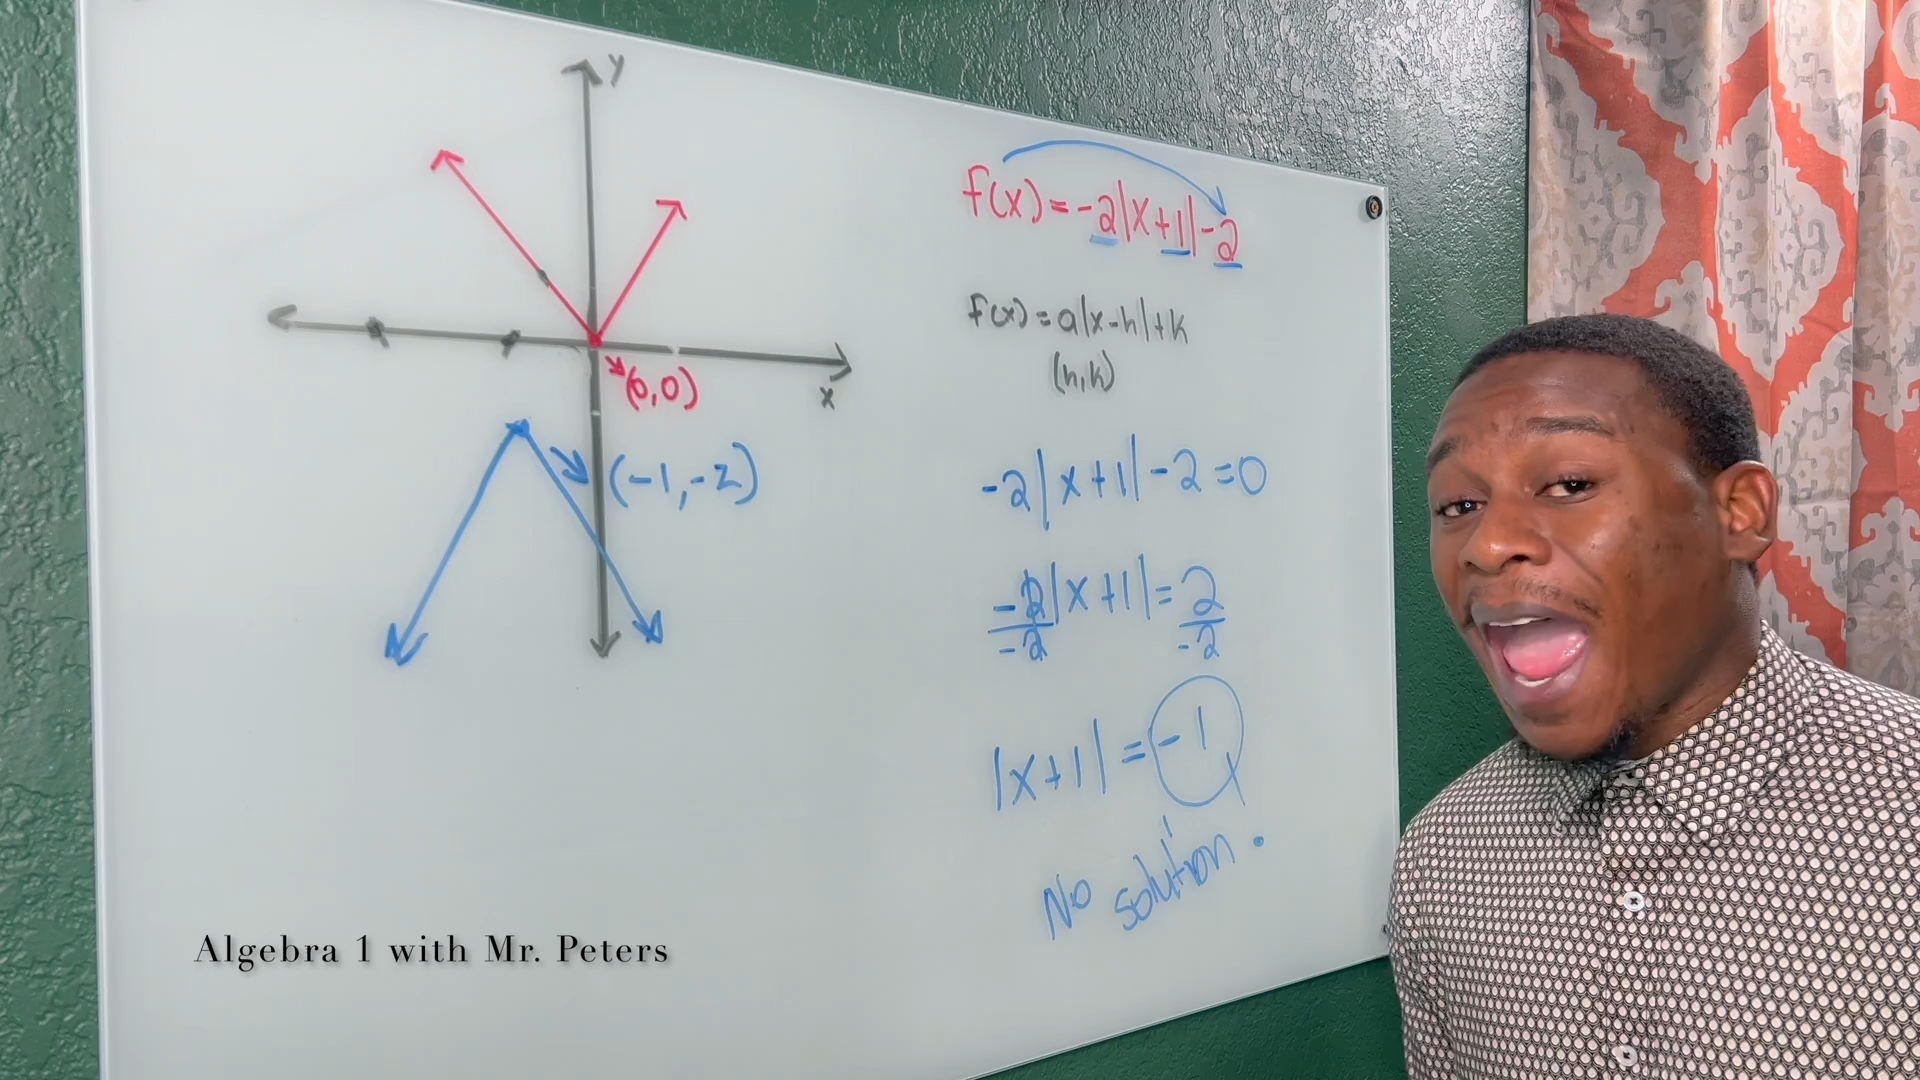 y
x
(0,0)
(-1,-2)
f(x) = -2|x+1|-2
f(x) = a|x-h|+k
(h,k)
-2|x+1|-2=0
-2|x+1| = 2
-2 -2
|x+1| = -1
No solution.
Algebra 1 with Mr. Peters